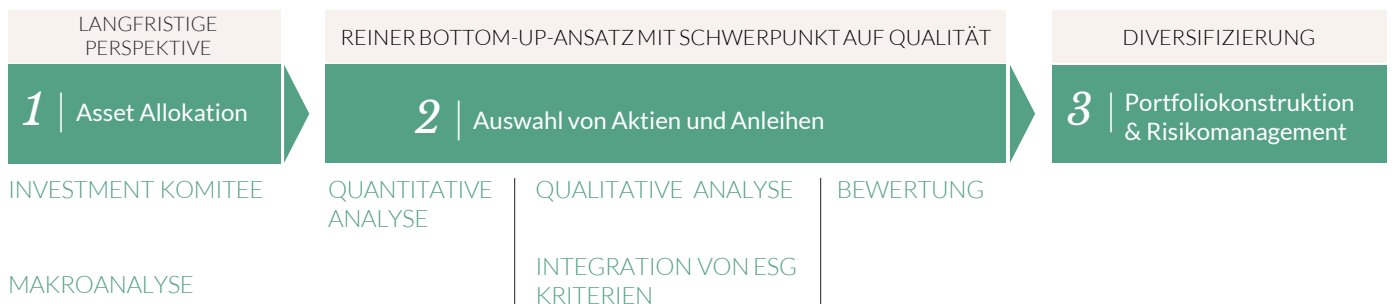 LANGFRISTIGE
PERSPEKTIVE
REINER BOTTOM-UP-ANSATZ MIT SCHWERPUNKT AUF QUALITÄT
DIVERSIFIZIERUNG
1 | Asset Allokation
2 | Auswahl von Aktien und Anleihen
3 | Portfoliokonstruktion
& Risikomanagement
INVESTMENT KOMITEE
MAKROANALYSE
QUANTITATIVE
ANALYSE
QUALITATIVE ANALYSE
INTEGRATION VON ESG
KRITERIEN
BEWERTUNG